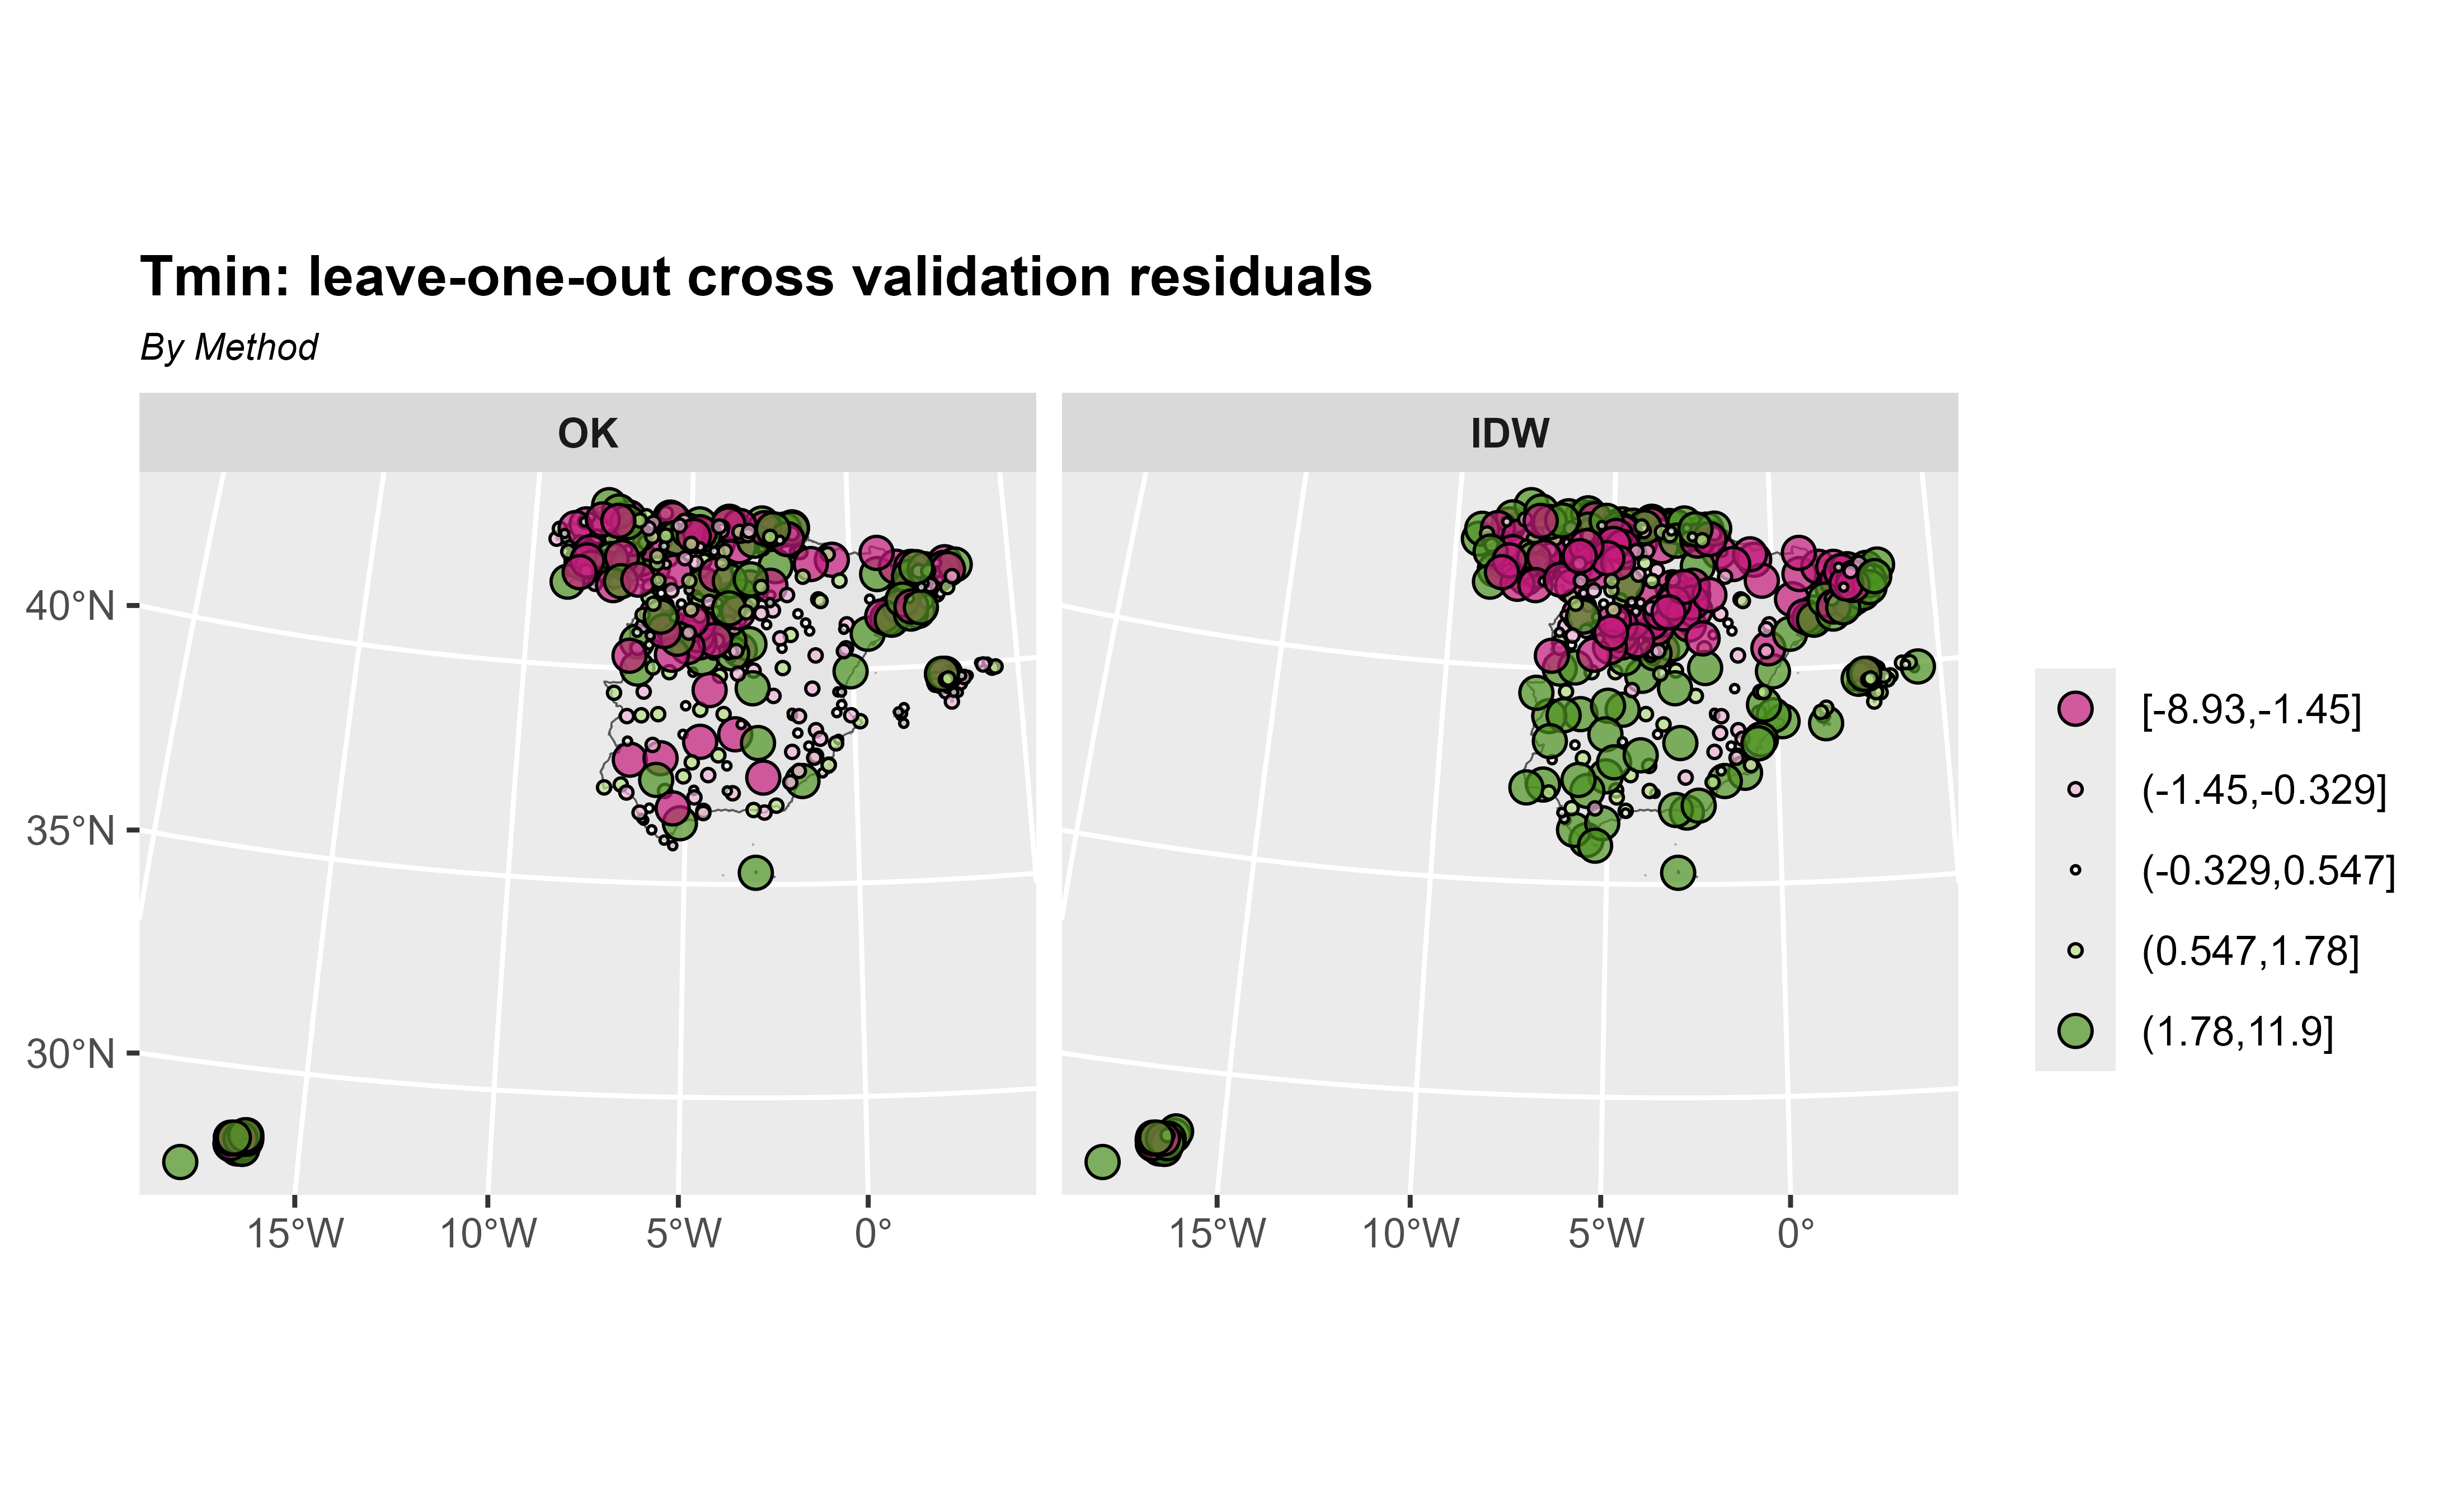 Tmin: leave-one-out cross validation residuals
By Method
OK
IDW
40°N
35°N
30°N
15°W 10°W 5°W 0°
15°W 10°W 5°W 0°
[-8.93,-1.45]
(-1.45,-0.329]
(-0.329,0.547]
(0.547,1.78]
(1.78,11.9]